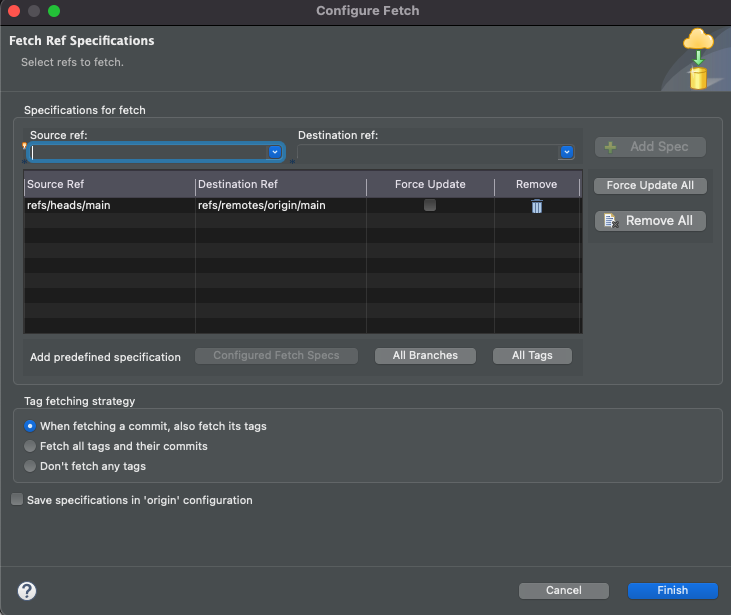 Configure Fetch
Fetch Ref Specifications
Select refs to fetch.
Specifications for fetch
Source ref: Destination ref:
Add Spec
Source Ref Destination Ref Force Update Remove
Force Update All
refs/heads/main refs/remotes/origin/main
Remove All
Add predefined specification Configured Fetch Specs All Branches All Tags
Tag fetching strategy
When fetching a commit, also fetch its tags
Fetch all tags and their commits
Don't fetch any tags
Save specifications in 'origin' configuration
? Cancel Finish